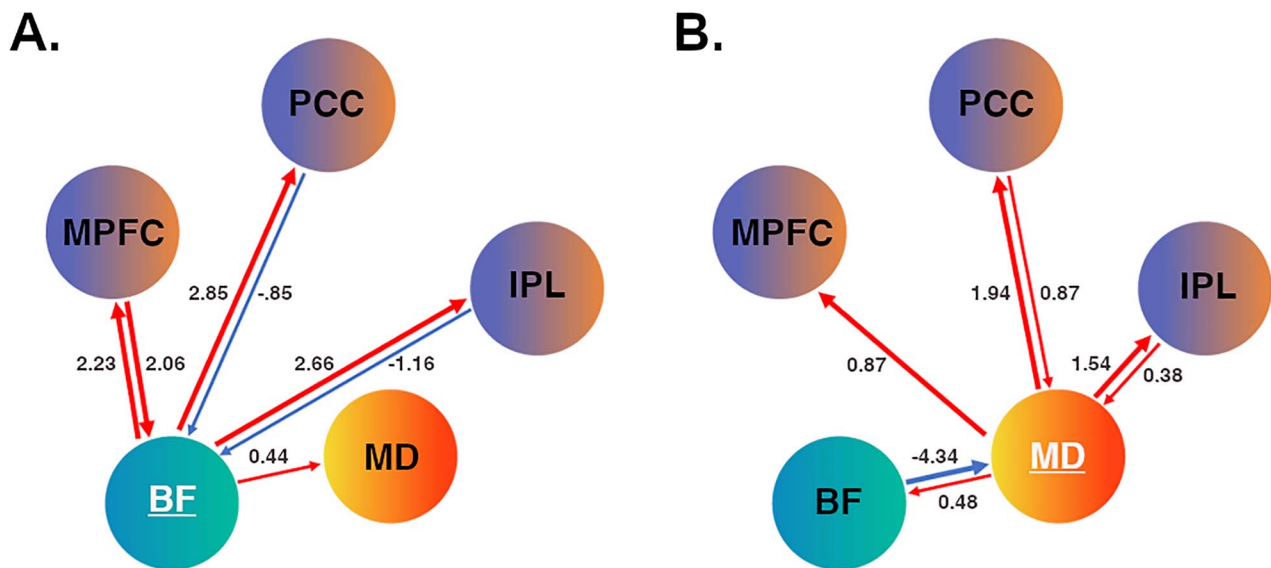 A.
PCC
MPFC
IPL
2.85
-.85
2.23
2.06
2.66
-1.16
0.44
MD
BF
B.
PCC
MPFC
IPL
1.94
0.87
0.87
1.54
0.38
-4.34
0.48
MD
BF